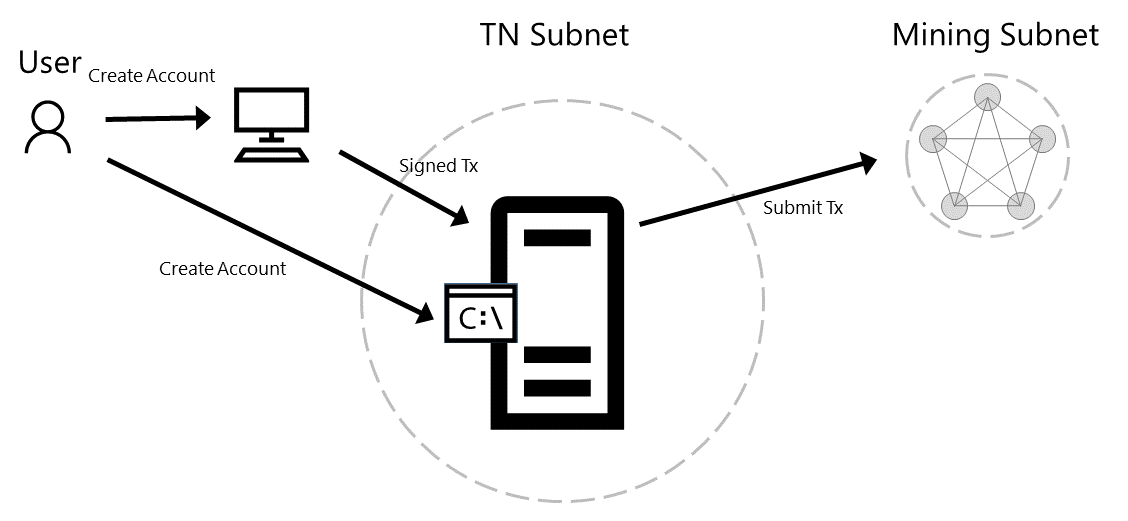 TN Subnet
Mining Subnet
User
Create Account
Signed Tx
Submit Tx
Create Account
C:\